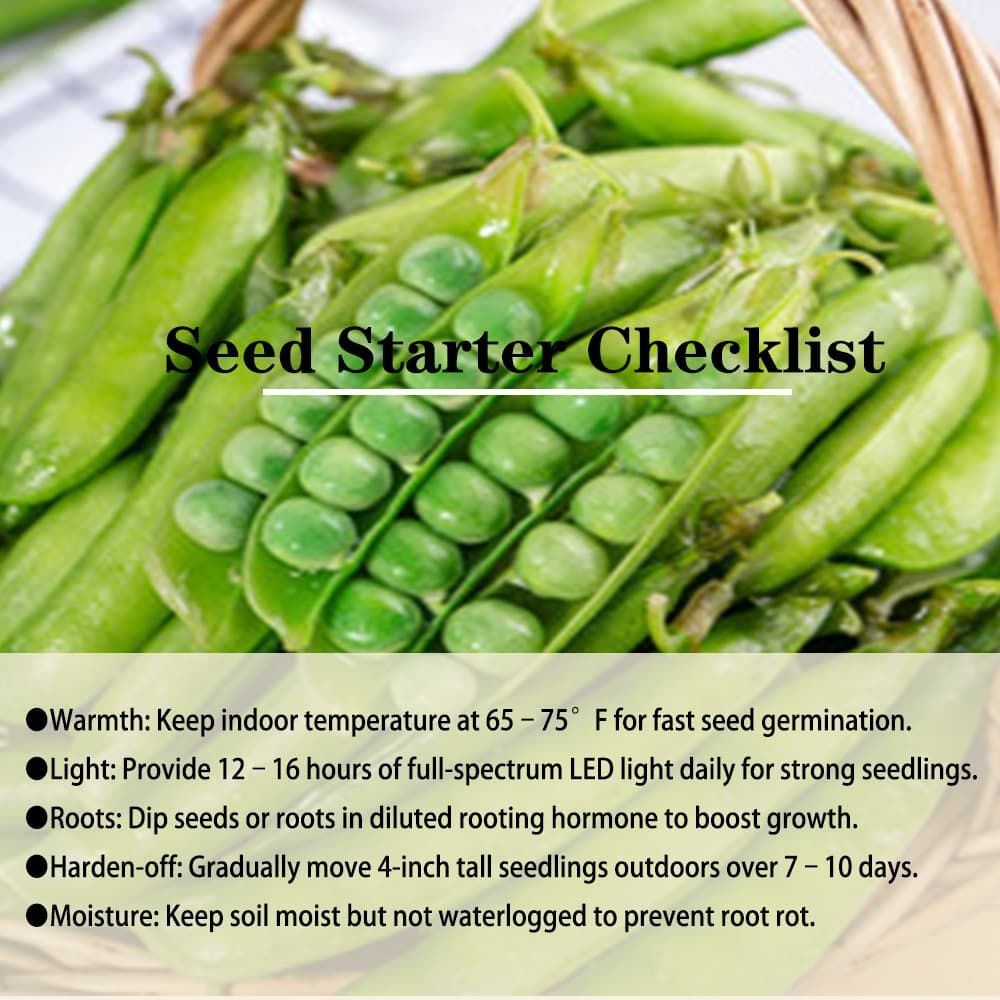 Seed Starter Checklist
●Warmth: Keep indoor temperature at 65 – 75° F for fast seed germination.
●Light: Provide 12 – 16 hours of full-spectrum LED light daily for strong seedlings.
●Roots: Dip seeds or roots in diluted rooting hormone to boost growth.
●Harden-off: Gradually move 4-inch tall seedlings outdoors over 7 – 10 days.
●Moisture: Keep soil moist but not waterlogged to prevent root rot.